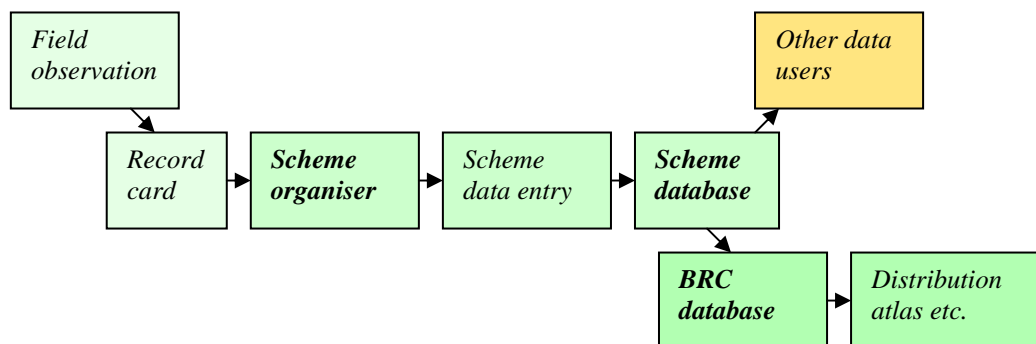 Field
observation
Other data
users
Record
card
Scheme
organiser
Scheme
data entry
Scheme
database
BRC
database
Distribution
atlas etc.